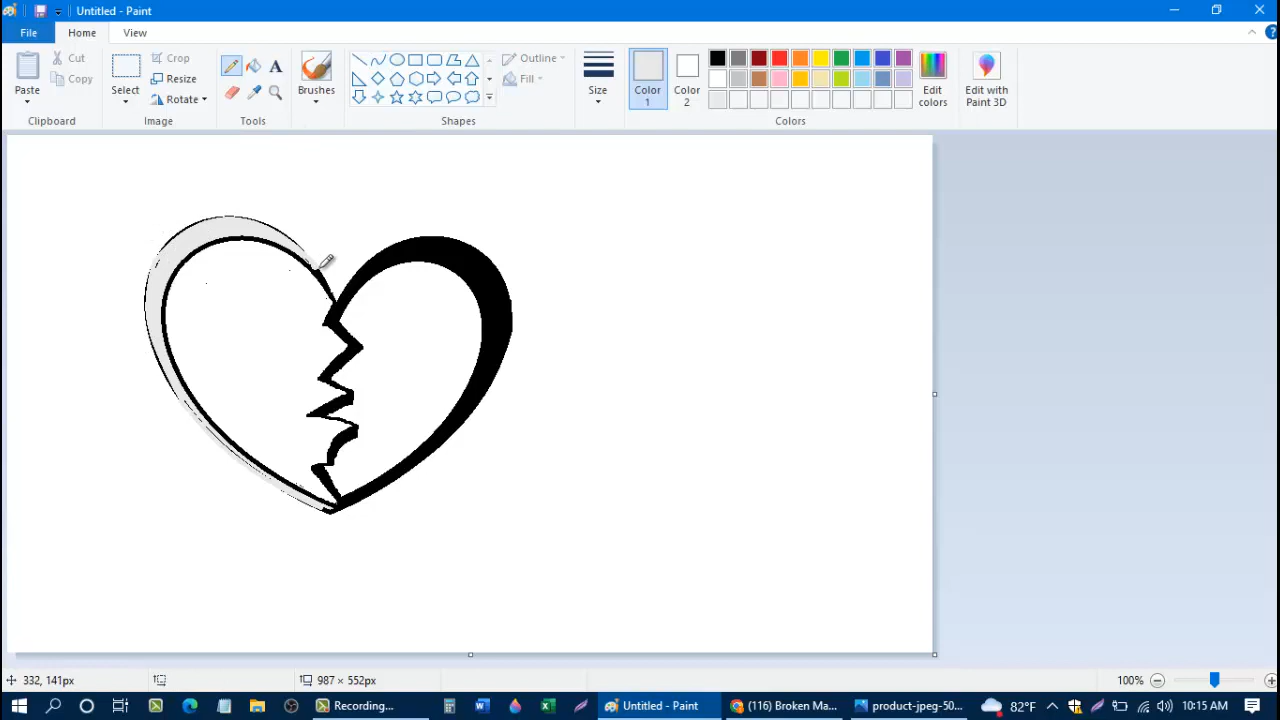 Untitled - Paint
File Home View
Paste
Cut
Copy
Clipboard
Select
Crop
Resize
Rotate
Image
A
Tools
Brushes
Outline
Fill
Shapes
Size
Color 1
Color 2
Edit colors
Colors
Edit with Paint 3D
332, 141px
987 × 552px
100%
Recording...
Untitled - Paint
(116) Broken Ma...
product-jpeg-50...
82°F
10:15 AM